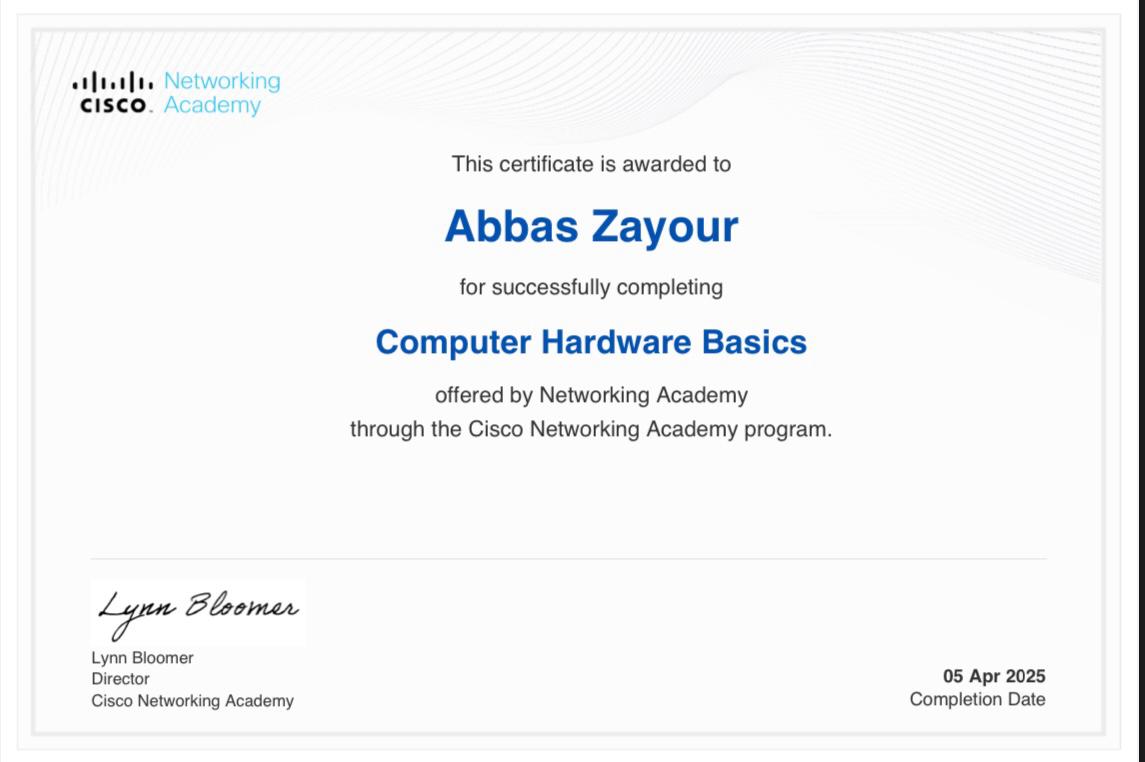 CISCO. Networking
Academy
This certificate is awarded to
Abbas Zayour
for successfully completing
Computer Hardware Basics
offered by Networking Academy
through the Cisco Networking Academy program.
Lynn Bloomer
Lynn Bloomer
Director
Cisco Networking Academy
05 Apr 2025
Completion Date